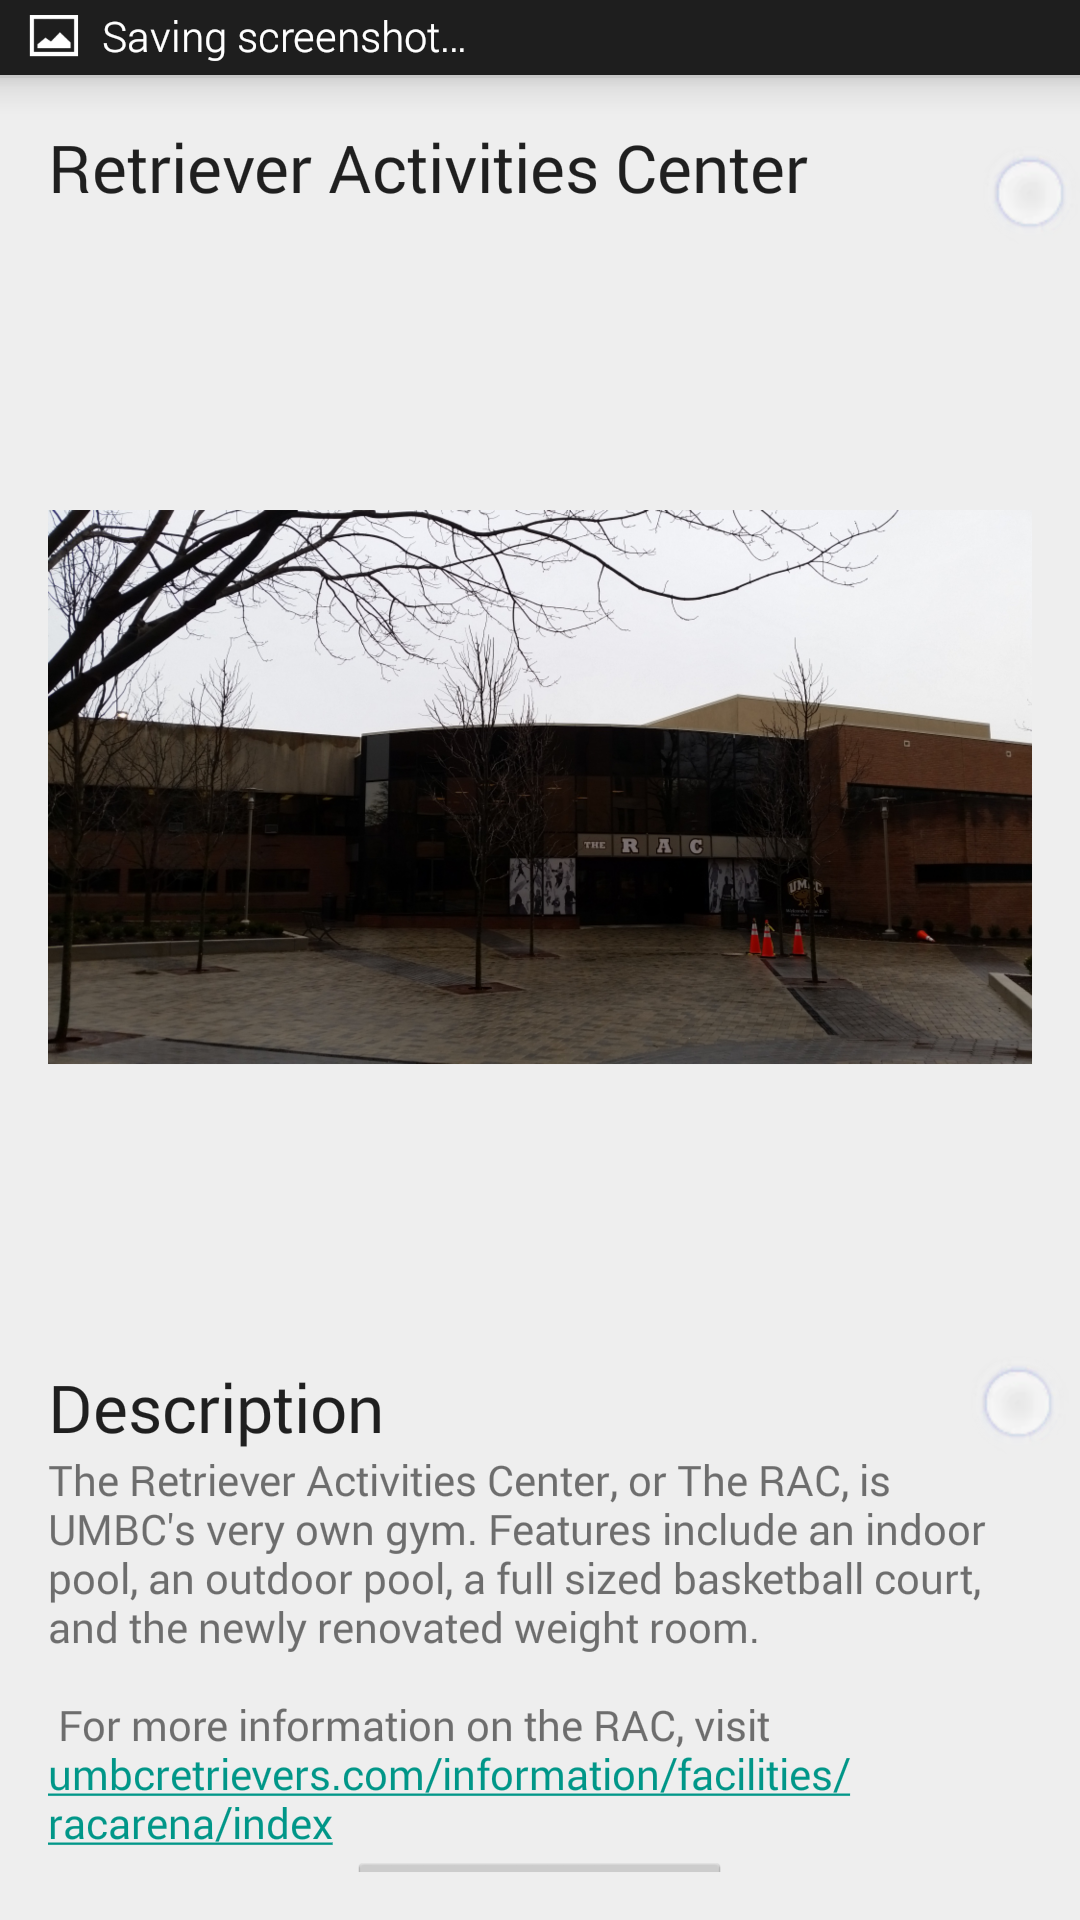 Saving screenshot...
Retriever Activities Center
THE RAC
UMBC
Description
The Retriever Activities Center, or The RAC, is
UMBC's very own gym. Features include an indoor
pool, an outdoor pool, a full sized basketball court,
and the newly renovated weight room.
For more information on the RAC, visit
umbcretrievers.com/information/facilities/
racarena/index